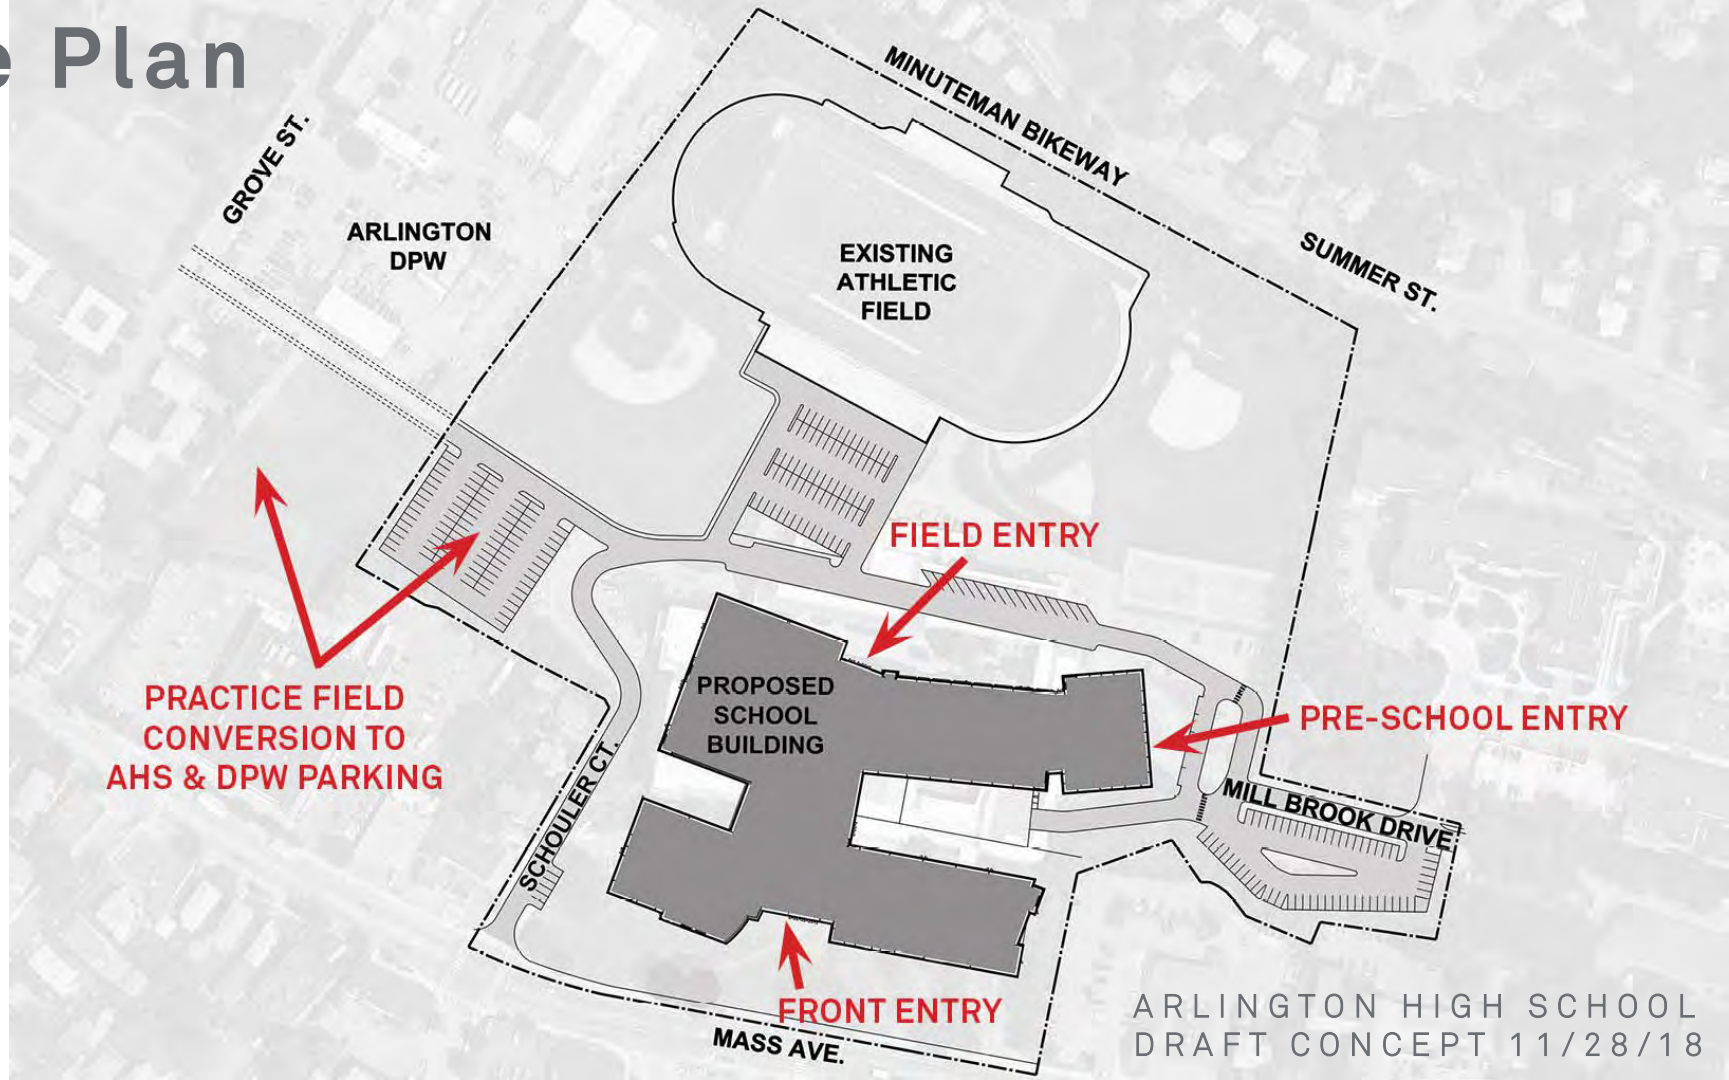 e Plan
MINUTEMAN BIKEWAY
GROVE ST.
ARLINGTON
DPW
EXISTING
ATHLETIC
FIELD
SUMMER ST.
FIELD ENTRY
PROPOSED
SCHOOL
BUILDING
PRACTICE FIELD
CONVERSION TO
AHS & DPW PARKING
PRE-SCHOOL ENTRY
SCHOULER CT.
MILL BROOK DRIVE
FRONT ENTRY
MASS AVE.
ARLINGTON HIGH SCHOOL
DRAFT CONCEPT 11/28/18